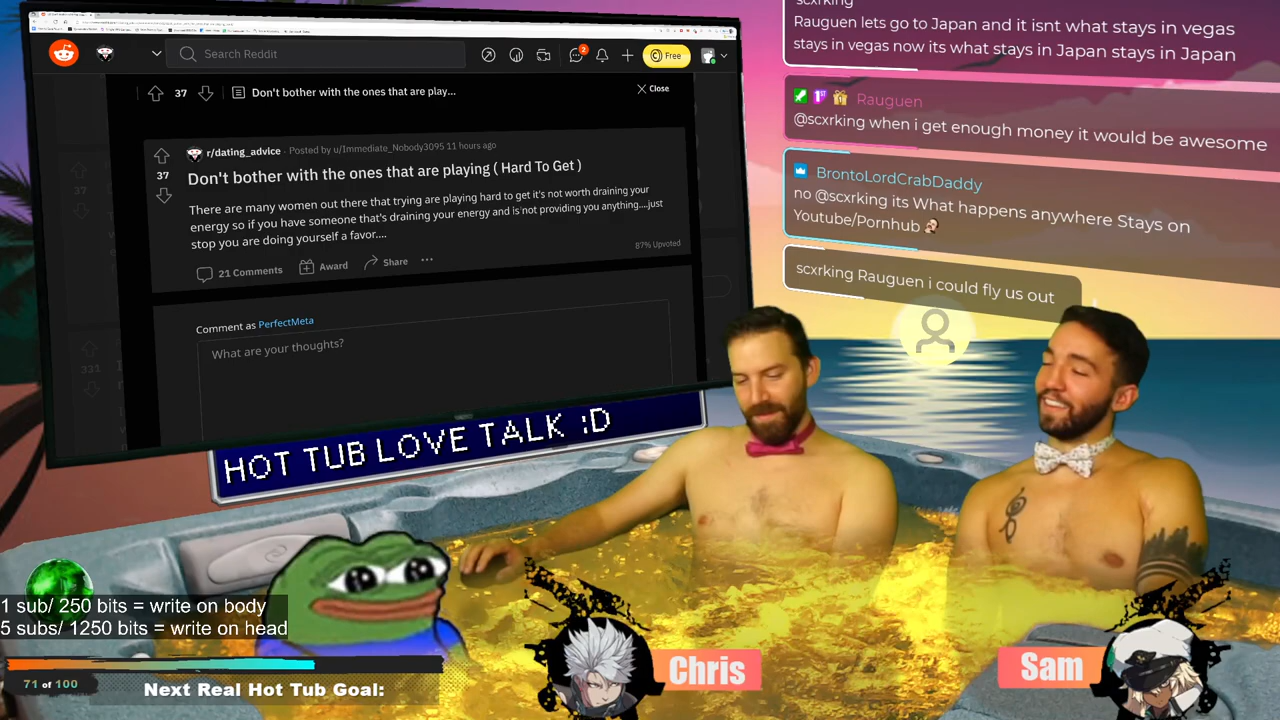 Search Reddit
2
Free
37
Don't bother with the ones that are play...
Close
r/dating_advice · Posted by u/Immediate_Nobody3095 11 hours ago
37
Don't bother with the ones that are playing ( Hard To Get )
There are many women out there that trying are playing hard to get it's not worth draining your
energy so if you have someone that's draining your energy and is not providing you anything....just
stop you are doing yourself a favor....
87% Upvoted
21 Comments
Award
Share
Comment as PerfectMeta
What are your thoughts?
37
331
HOT TUB LOVE TALK :D
scxrking
Rauguen lets go to Japan and it isnt what stays in vegas
stays in vegas now its what stays in Japan stays in Japan
Rauguen
@scxrking when i get enough money it would be awesome
BrontoLordCrabDaddy
no @scxrking its What happens anywhere Stays on
Youtube/Pornhub
scxrking Rauguen i could fly us out
1 sub/ 250 bits = write on body
5 subs/ 1250 bits = write on head
71 of 100
Next Real Hot Tub Goal:
Chris
Sam